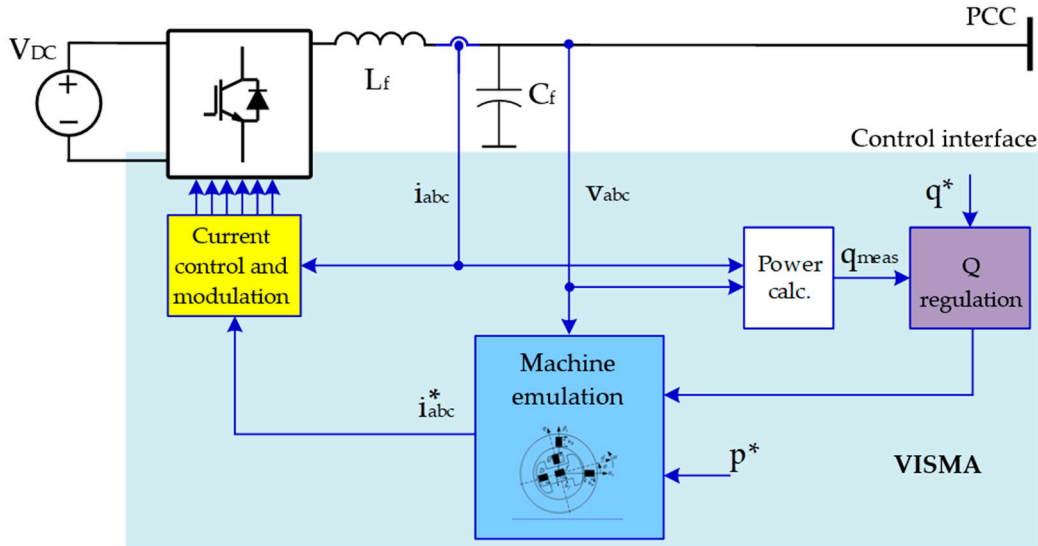 PCC
VDC
+
−
Lf
Cf
Control interface
iabc
vabc
q*
Current
control and
modulation
Power
calc.
qmeas
Q
regulation
Machine
emulation
i*abc
p*
VISMA